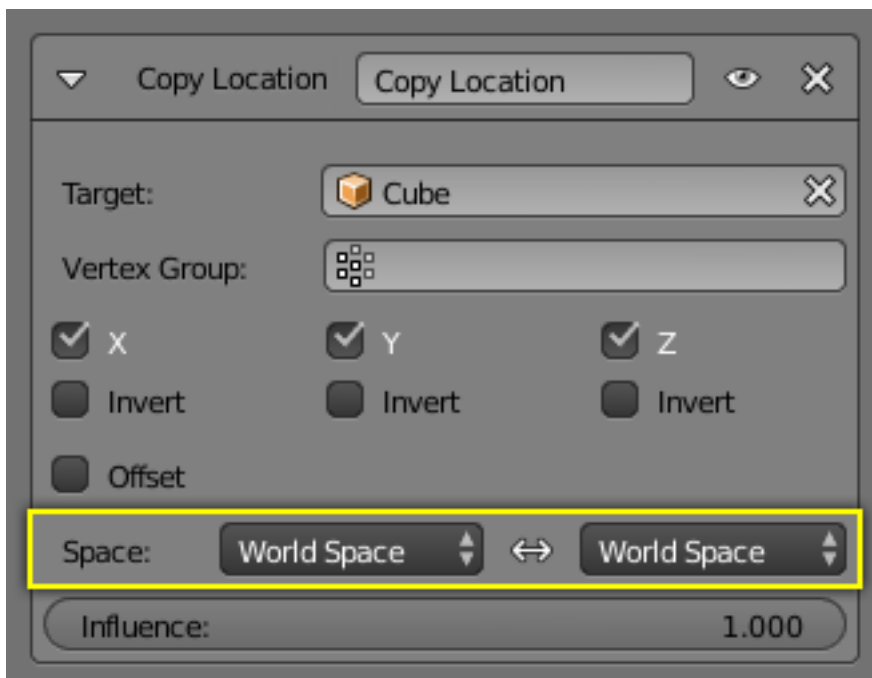 Copy Location Copy Location
Target: Cube
Vertex Group:
X Y Z
Invert Invert Invert
Offset
Space: World Space World Space
Influence: 1.000